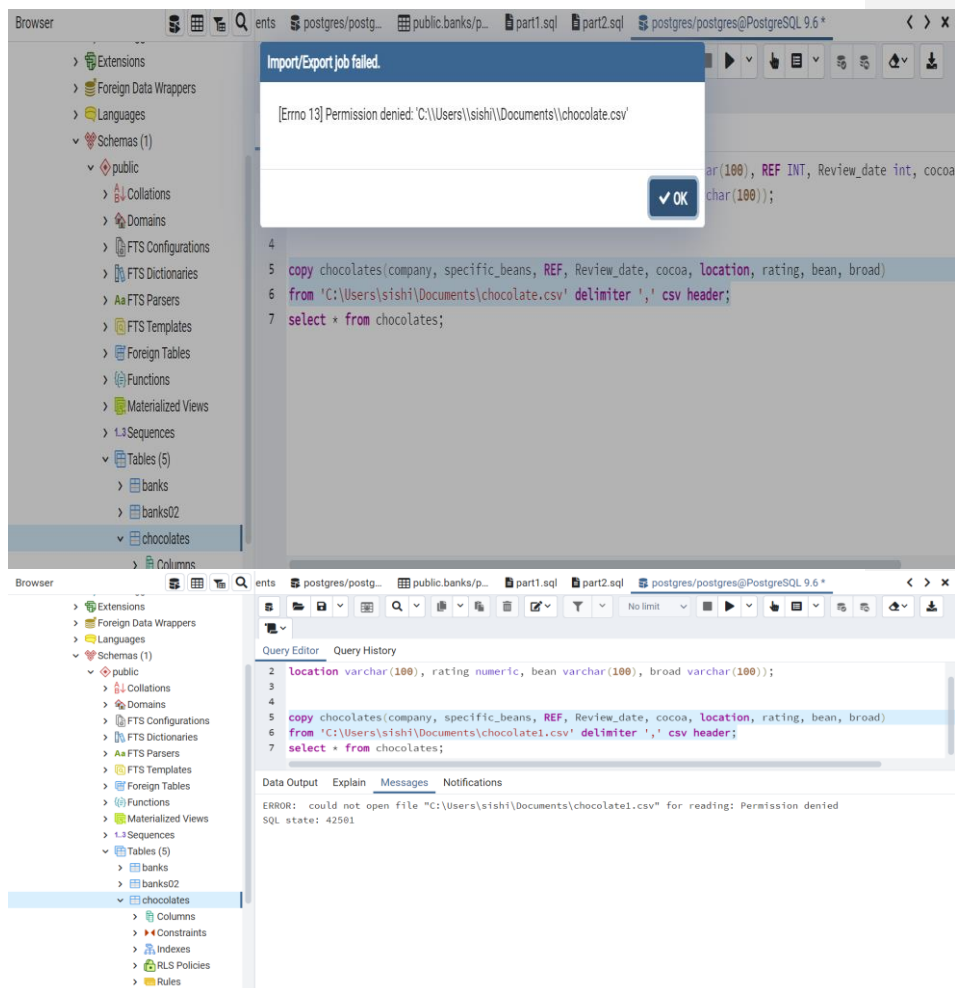 Browser
ents postgres/postg... public.banks/p... part1.sql part2.sql postgres/postgres@PostgreSQL 9.6 *
Extensions
Foreign Data Wrappers
Languages
Schemas (1)
public
Collations
Domains
FTS Configurations
FTS Dictionaries
FTS Parsers
FTS Templates
Foreign Tables
Functions
Materialized Views
1..3 Sequences
Tables (5)
banks
banks02
chocolates
Columns
Import/Export job failed.
[Errno 13] Permission denied: 'C:\\Users\\sishi\\Documents\\chocolate.csv'
OK
ar(100), REF INT, Review_date int, cocoa
char(100));
4
5 copy chocolates(company, specific_beans, REF, Review_date, cocoa, location, rating, bean, broad)
6 from 'C:\Users\sishi\Documents\chocolate.csv' delimiter ',' csv header;
7 select * from chocolates;
Browser
ents postgres/postg... public.banks/p... part1.sql part2.sql postgres/postgres@PostgreSQL 9.6 *
Extensions
Foreign Data Wrappers
Languages
Schemas (1)
public
Collations
Domains
FTS Configurations
FTS Dictionaries
Aa FTS Parsers
FTS Templates
Foreign Tables
Functions
Materialized Views
1..3 Sequences
Tables (5)
banks
banks02
chocolates
Columns
Constraints
Indexes
RLS Policies
Rules
No limit
Query Editor Query History
2 location varchar(100), rating numeric, bean varchar(100), broad varchar(100));
3
4
5 copy chocolates(company, specific_beans, REF, Review_date, cocoa, location, rating, bean, broad)
6 from 'C:\Users\sishi\Documents\chocolate1.csv' delimiter ',' csv header;
7 select * from chocolates;
Data Output Explain Messages Notifications
ERROR: could not open file "C:\Users\sishi\Documents\chocolate1.csv" for reading: Permission denied
SQL state: 42501